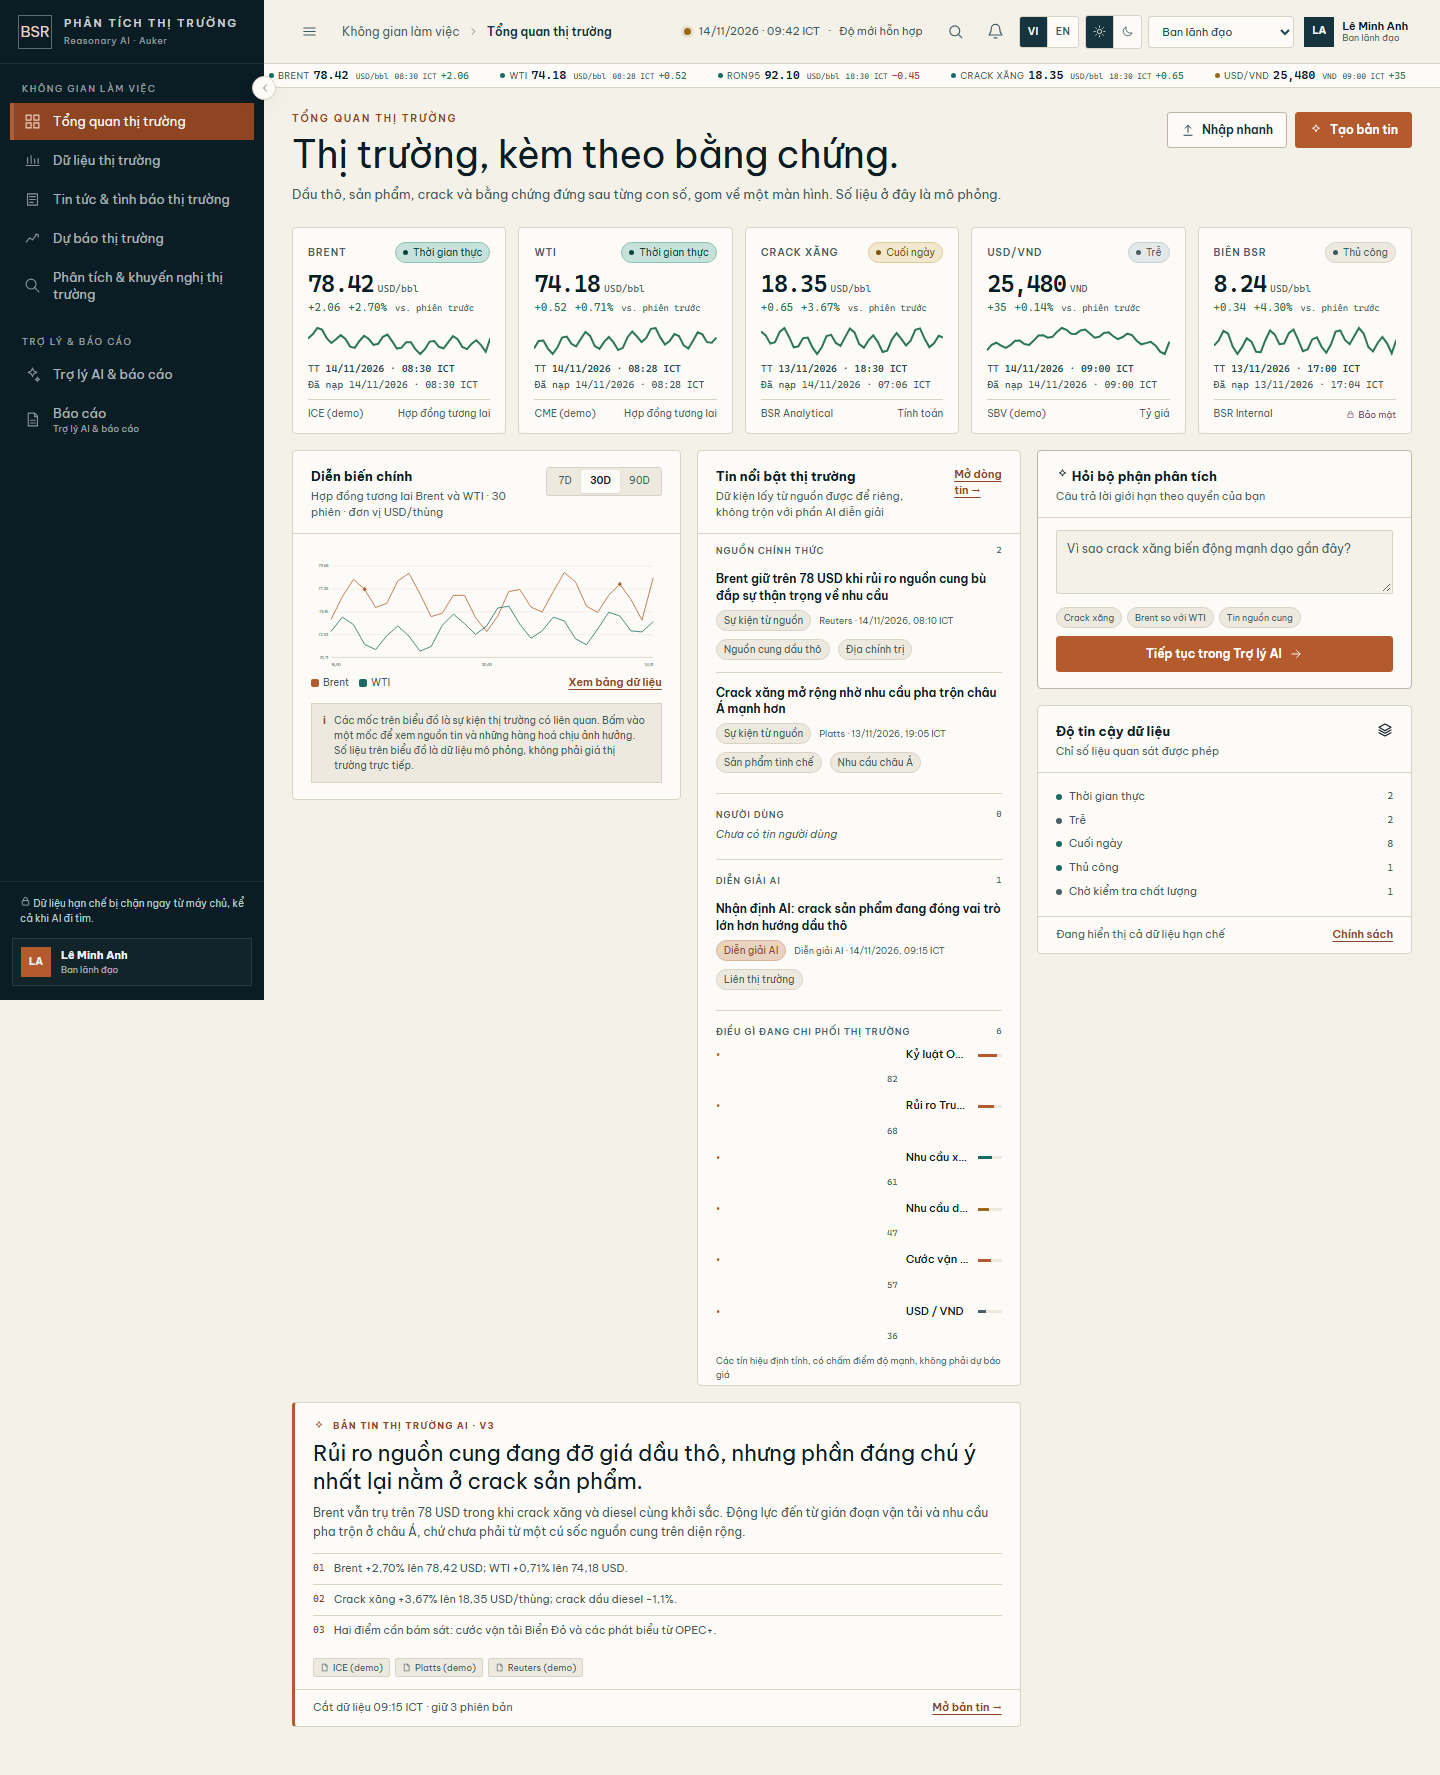 BSR
PHÂN TÍCH THỊ TRƯỜNG
Reasonary AI · Auker
KHÔNG GIAN LÀM VIỆC
Tổng quan thị trường
Dữ liệu thị trường
Tin tức & tình báo thị trường
Dự báo thị trường
Phân tích & khuyến nghị thị
trường
TRỢ LÝ & BÁO CÁO
Trợ lý AI & báo cáo
Báo cáo
Trợ lý AI & báo cáo
Dữ liệu hạn chế bị chặn ngay từ máy chủ, kể
cả khi AI đi tìm.
LA
Lê Minh Anh
Ban lãnh đạo
Không gian làm việc › Tổng quan thị trường
14/11/2026 · 09:42 ICT · Độ mới hỗn hợp
VI EN
Ban lãnh đạo
LA
Lê Minh Anh
Ban lãnh đạo
BRENT 78.42 USD/bbl 08:30 ICT +2.06
WTI 74.18 USD/bbl 08:28 ICT +0.52
RON95 92.10 USD/bbl 18:30 ICT −0.45
CRACK XĂNG 18.35 USD/bbl 18:30 ICT +0.65
USD/VND 25,480 VND 09:00 ICT +35
TỔNG QUAN THỊ TRƯỜNG
Thị trường, kèm theo bằng chứng.
Dầu thô, sản phẩm, crack và bằng chứng đứng sau từng con số, gom về một màn hình. Số liệu ở đây là mô phỏng.
Nhập nhanh
Tạo bản tin
BRENT
Thời gian thực
78.42 USD/bbl
+2.06 +2.70% vs. phiên trước
TT 14/11/2026 · 08:30 ICT
Đã nạp 14/11/2026 · 08:30 ICT
ICE (demo)
Hợp đồng tương lai
WTI
Thời gian thực
74.18 USD/bbl
+0.52 +0.71% vs. phiên trước
TT 14/11/2026 · 08:28 ICT
Đã nạp 14/11/2026 · 08:28 ICT
CME (demo)
Hợp đồng tương lai
CRACK XĂNG
Cuối ngày
18.35 USD/bbl
+0.65 +3.67% vs. phiên trước
TT 13/11/2026 · 18:30 ICT
Đã nạp 14/11/2026 · 07:06 ICT
BSR Analytical
Tính toán
USD/VND
Trễ
25,480 VND
+35 +0.14% vs. phiên trước
TT 14/11/2026 · 09:00 ICT
Đã nạp 14/11/2026 · 09:00 ICT
SBV (demo)
Tỷ giá
BIÊN BSR
Thủ công
8.24 USD/bbl
+0.34 +4.30% vs. phiên trước
TT 13/11/2026 · 17:00 ICT
Đã nạp 13/11/2026 · 17:04 ICT
BSR Internal
Bảo mật
Diễn biến chính
Hợp đồng tương lai Brent và WTI · 30
phiên · đơn vị USD/thùng
7D 30D 90D
Brent WTI
Xem bảng dữ liệu
i Các mốc trên biểu đồ là sự kiện thị trường có liên quan. Bấm vào
một mốc để xem nguồn tin và những hàng hoá chịu ảnh hưởng.
Số liệu trên biểu đồ là dữ liệu mô phỏng, không phải giá thị
trường trực tiếp.
Tin nổi bật thị trường
Dữ kiện lấy từ nguồn được để riêng,
không trộn với phần AI diễn giải
Mở dòng
tin →
NGUỒN CHÍNH THỨC 2
Brent giữ trên 78 USD khi rủi ro nguồn cung bù
đắp sự thận trọng về nhu cầu
Sự kiện từ nguồn Reuters · 14/11/2026, 08:10 ICT
Nguồn cung dầu thô Địa chính trị
Crack xăng mở rộng nhờ nhu cầu pha trộn châu
Á mạnh hơn
Sự kiện từ nguồn Platts · 13/11/2026, 19:05 ICT
Sản phẩm tinh chế Nhu cầu châu Á
NGƯỜI DÙNG 0
Chưa có tin người dùng
DIỄN GIẢI AI 1
Nhận định AI: crack sản phẩm đang đóng vai trò
lớn hơn hướng dầu thô
Diễn giải AI Diễn giải AI · 14/11/2026, 09:15 ICT
Liên thị trường
ĐIỀU GÌ ĐANG CHI PHỐI THỊ TRƯỜNG 6
Kỷ luật O...
82
Rủi ro Tru...
68
Nhu cầu x...
61
Nhu cầu d...
47
Cước vận ...
57
USD / VND
36
Các tín hiệu định tính, có chấm điểm độ mạnh, không phải dự báo
giá
Hỏi bộ phận phân tích
Câu trả lời giới hạn theo quyền của bạn
Vì sao crack xăng biến động mạnh dạo gần đây?
Crack xăng Brent so với WTI Tin nguồn cung
Tiếp tục trong Trợ lý AI →
Độ tin cậy dữ liệu
Chỉ số liệu quan sát được phép
Thời gian thực 2
Trễ 2
Cuối ngày 8
Thủ công 1
Chờ kiểm tra chất lượng 1
Đang hiển thị cả dữ liệu hạn chế
Chính sách
BẢN TIN THỊ TRƯỜNG AI · V3
Rủi ro nguồn cung đang đỡ giá dầu thô, nhưng phần đáng chú ý
nhất lại nằm ở crack sản phẩm.
Brent vẫn trụ trên 78 USD trong khi crack xăng và diesel cùng khởi sắc. Động lực đến từ gián đoạn vận tải và nhu cầu
pha trộn ở châu Á, chứ chưa phải từ một cú sốc nguồn cung trên diện rộng.
01 Brent +2,70% lên 78,42 USD; WTI +0,71% lên 74,18 USD.
02 Crack xăng +3,67% lên 18,35 USD/thùng; crack dầu diesel −1,1%.
03 Hai điểm cần bám sát: cước vận tải Biển Đỏ và các phát biểu từ OPEC+.
ICE (demo) Platts (demo) Reuters (demo)
Cắt dữ liệu 09:15 ICT · giữ 3 phiên bản
Mở bản tin →